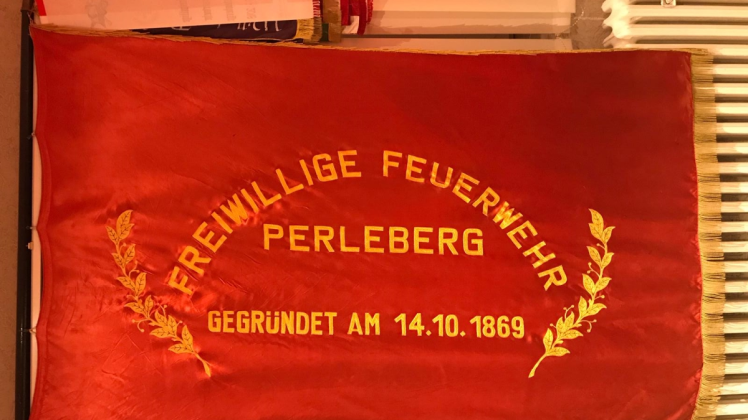 FREIWILLIGE FEUERWEHR
PERLEBERG
GEGRÜNDET AM 14.10.1869